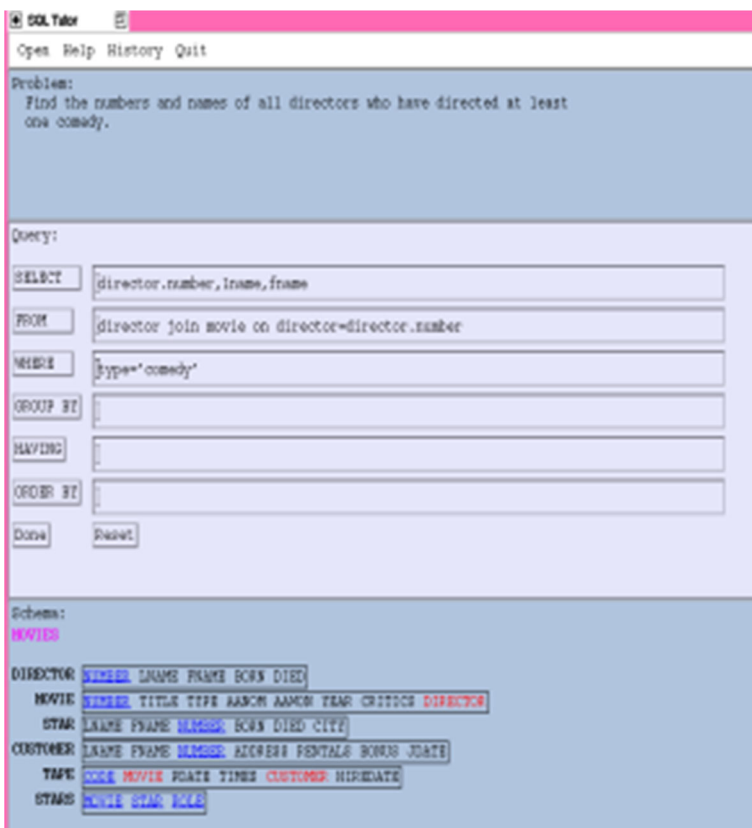 SQL Tutor
Open Help History Quit
Problem:
Find the numbers and names of all directors who have directed at least
one comedy.
Query:
SELECT director.number,lname,fname
FROM director join movie on director=director.number
WHERE type='comedy'
GROUP BY
HAVING
ORDER BY
Done Reset
Schema:
MOVIES
DIRECTOR NUMBER LNAME FNAME BORN DIED
MOVIE NUMBER TITLE TYPE AANOM AANON YEAR CRITICS DIRECTOR
STAR LNAME FNAME NUMBER BORN DIED CITY
CUSTOMER LNAME FNAME NUMBER ADDRESS RENTALS BONUS JDATE
TAPE CODE MOVIE PDATE TIMES CUSTOMER HIREDATE
STARS MOVIE STAR ROLE